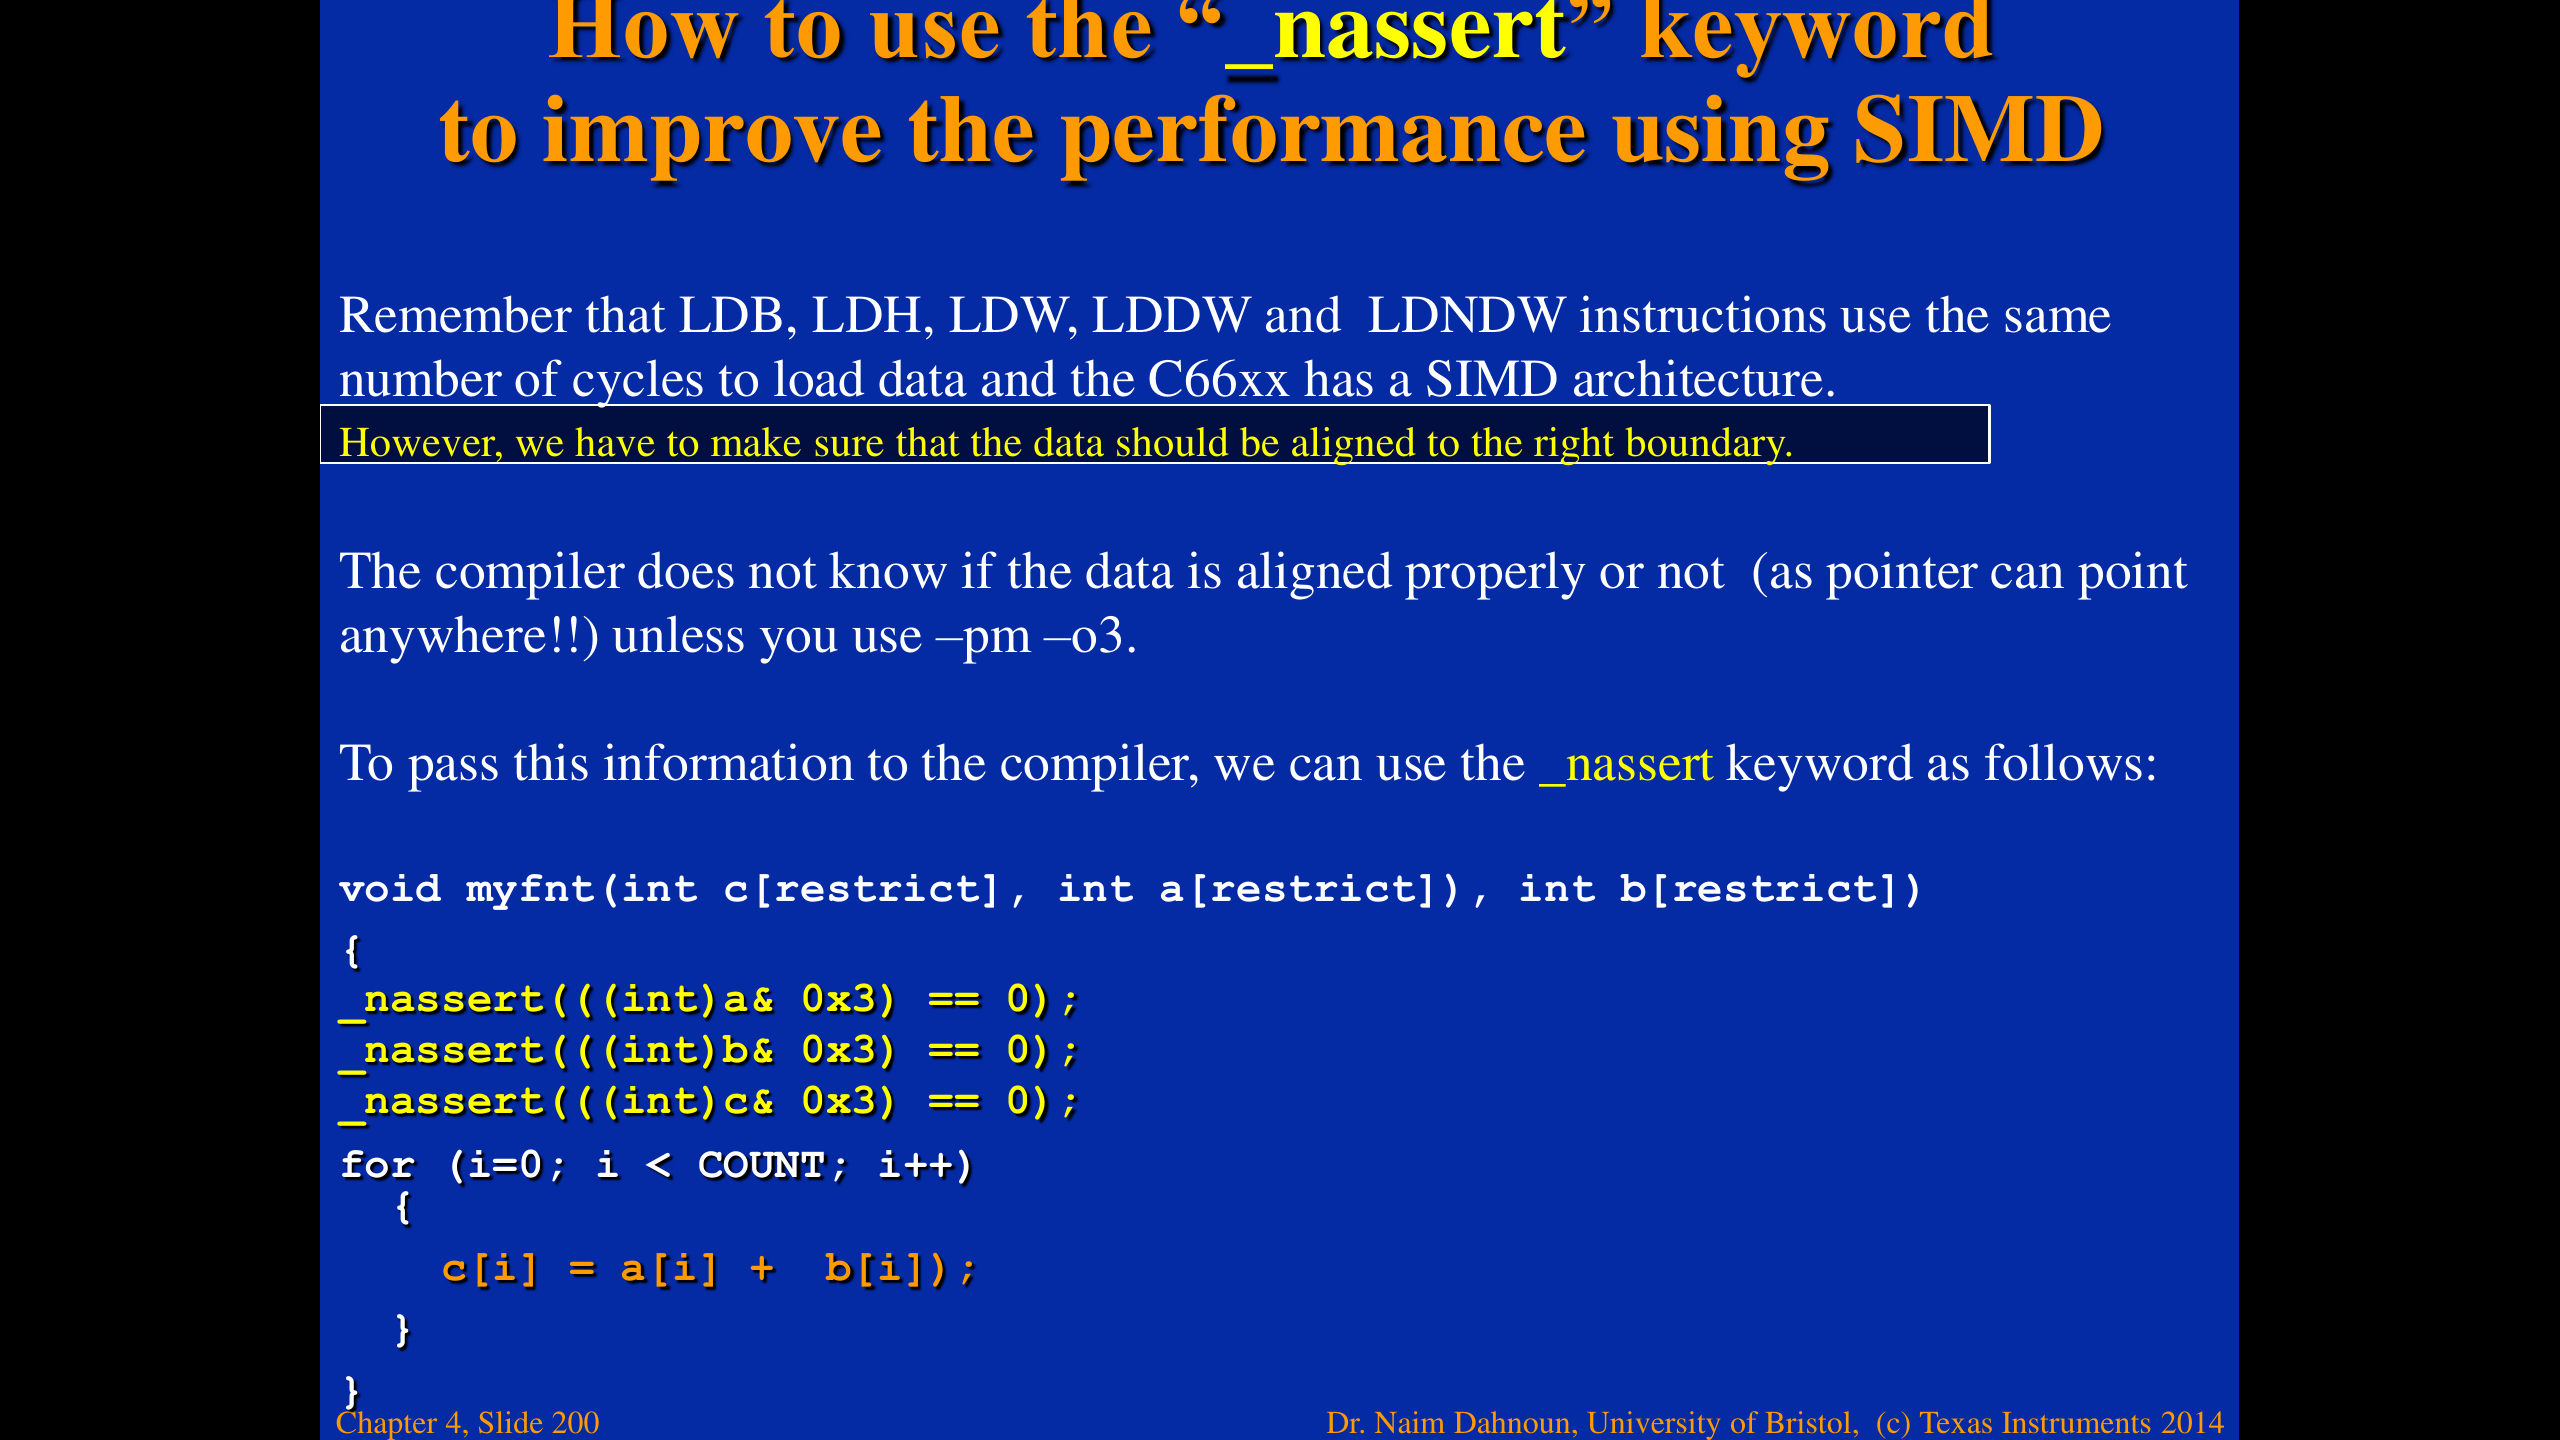 How to use the “_nassert” keyword
to improve the performance using SIMD
Remember that LDB, LDH, LDW, LDDW and  LDNDW instructions use the same
number of cycles to load data and the C66xx has a SIMD architecture.
However, we have to make sure that the data should be aligned to the right boundary.
The compiler does not know if the data is aligned properly or not  (as pointer can point
anywhere!!) unless you use –pm –o3.
To pass this information to the compiler, we can use the _nassert keyword as follows:
void myfnt(int c[restrict], int a[restrict]), int b[restrict])
{
_nassert(((int)a& 0x3) == 0);
_nassert(((int)b& 0x3) == 0);
_nassert(((int)c& 0x3) == 0);
for (i=0; i < COUNT; i++)
{
c[i] = a[i] +  b[i]);
}
}
Chapter 4, Slide 200
Dr. Naim Dahnoun, University of Bristol,  (c) Texas Instruments 2014